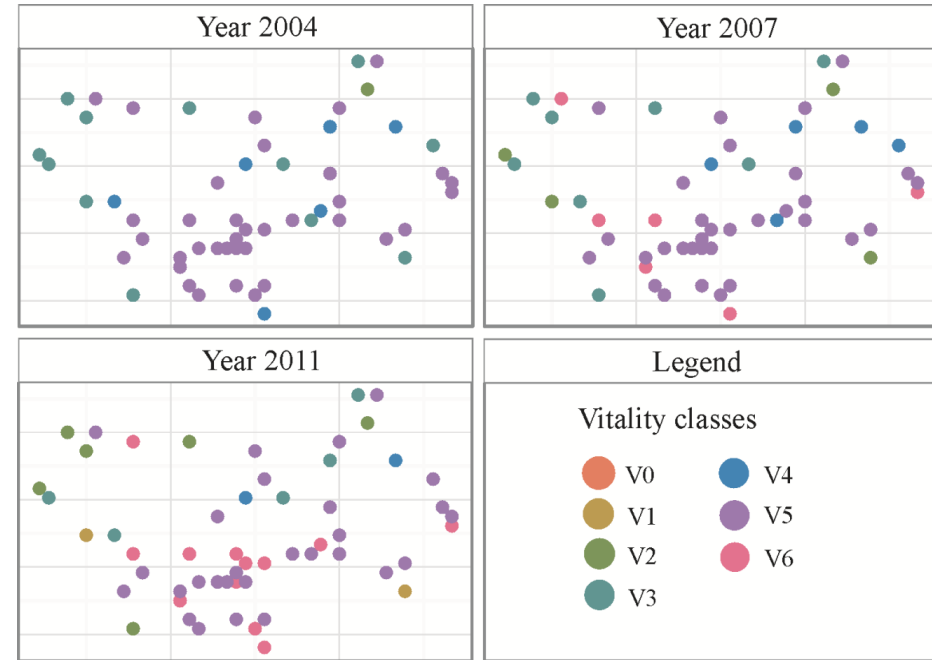 Year 2004
Year 2007
Year 2011
Legend
Vitality classes
V0
V4
V1
V5
V2
V6
V3